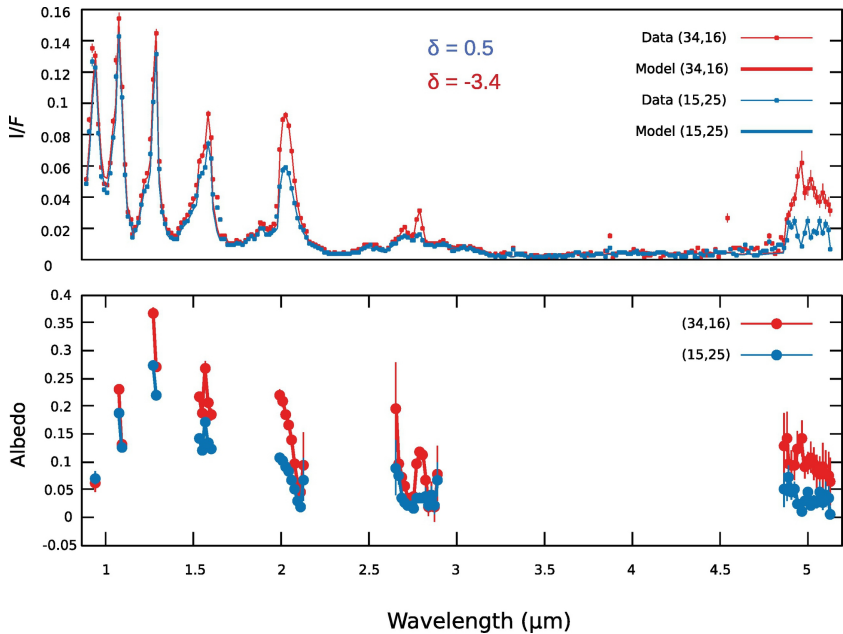 0.16
0.14
0.12
0.1
0.08
0.06
0.04
0.02
0
I/F
δ = 0.5
δ = -3.4
Data (34,16)
Model (34,16)
Data (15,25)
Model (15,25)
0.4
0.35
0.3
0.25
0.2
0.15
0.1
0.05
0
-0.05
Albedo
(34,16)
(15,25)
1 1.5 2 2.5 3 3.5 4 4.5 5
Wavelength (μm)